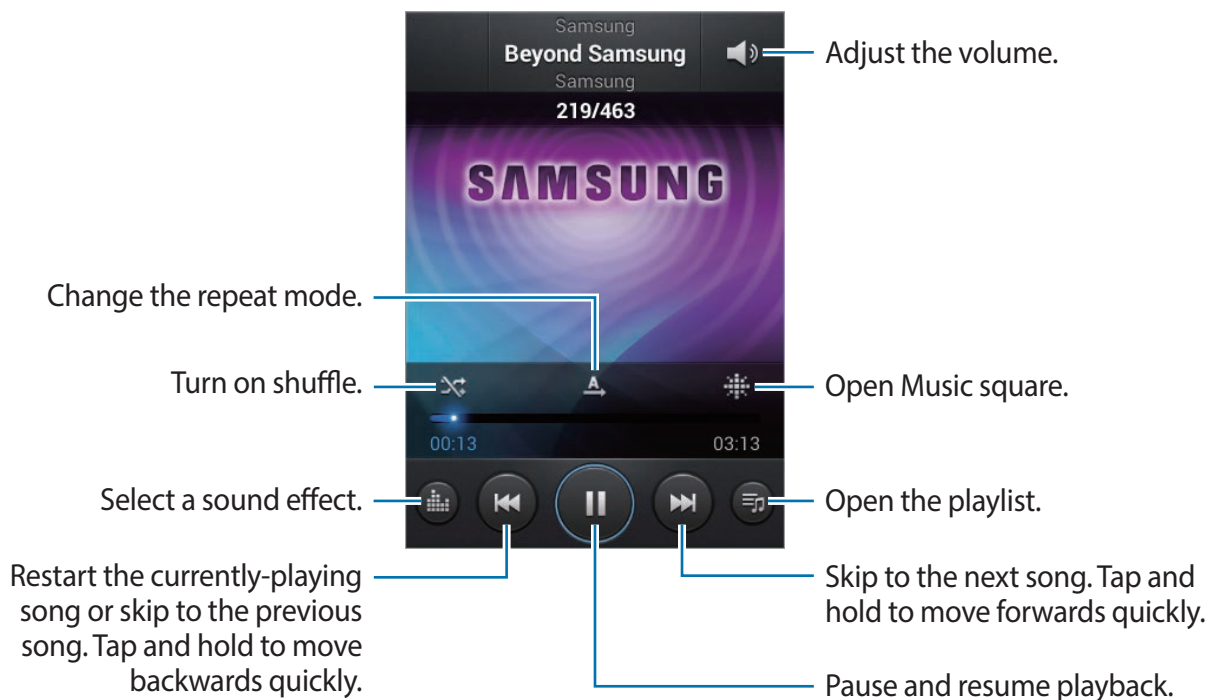 Samsung
Beyond Samsung
Samsung
219/463
SAMSUNG
Adjust the volume.
Change the repeat mode.
A
Turn on shuffle.
Open Music square.
00:13
03:13
Select a sound effect.
Open the playlist.
Restart the currently-playing
song or skip to the previous
song. Tap and hold to move
backwards quickly.
Skip to the next song. Tap and
hold to move forwards quickly.
Pause and resume playback.